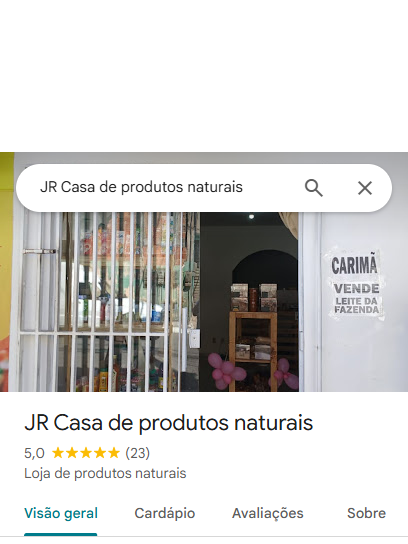 JR Casa de produtos naturais
CARIMÃ
VENDE
LEITE DA
FAZENDA
JR Casa de produtos naturais
5,0 (23)
Loja de produtos naturais
Visão geral Cardápio Avaliações Sobre